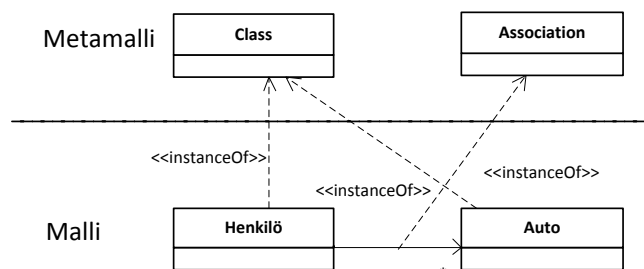 Metamalli
Class
Association
<<instanceOf>>
<<instanceOf>>
<<instanceOf>>
Malli
Henkilö
Auto